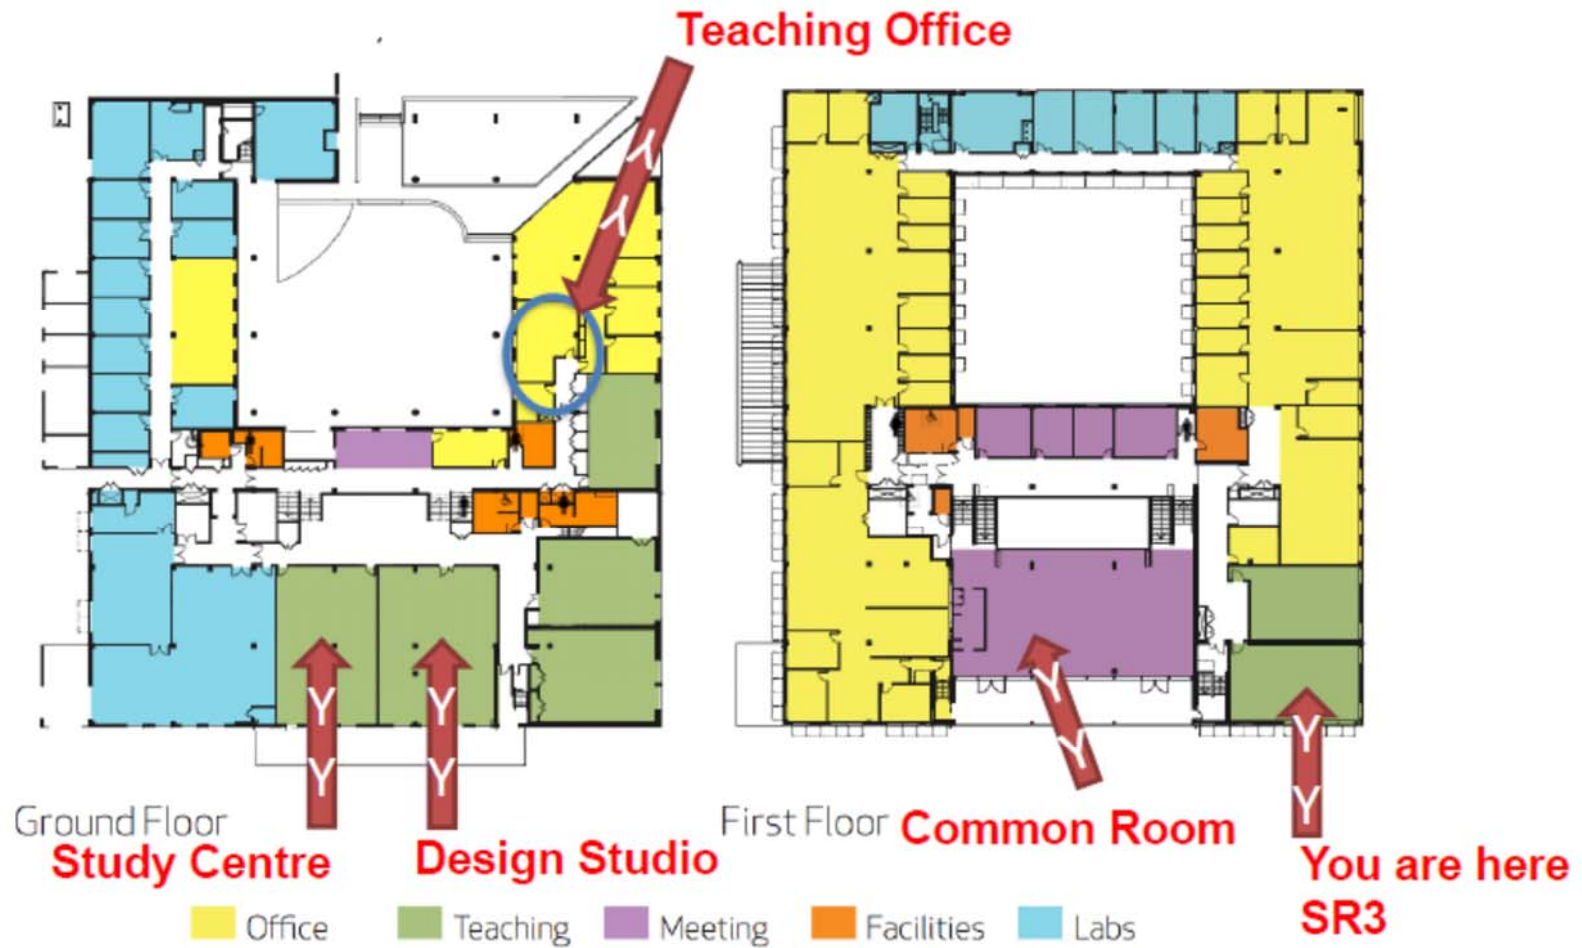 Teaching Office
Y
Y
Y
Y
Y
Y
Y
Y
Y
Y
Ground Floor
First Floor
Common Room
Study Centre
Design Studio
You are here
SR3
Office
Teaching
Meeting
Facilities
Labs